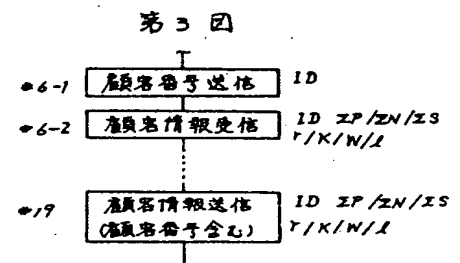 第3図
#6-1 顧客番号送信 ID
#6-2 顧客情報受信 ID ΣP/ΣN/ΣS
r/K/W/l
#19 顧客情報送信 ID ΣP/ΣN/ΣS
(顧客番号含む) r/K/W/l